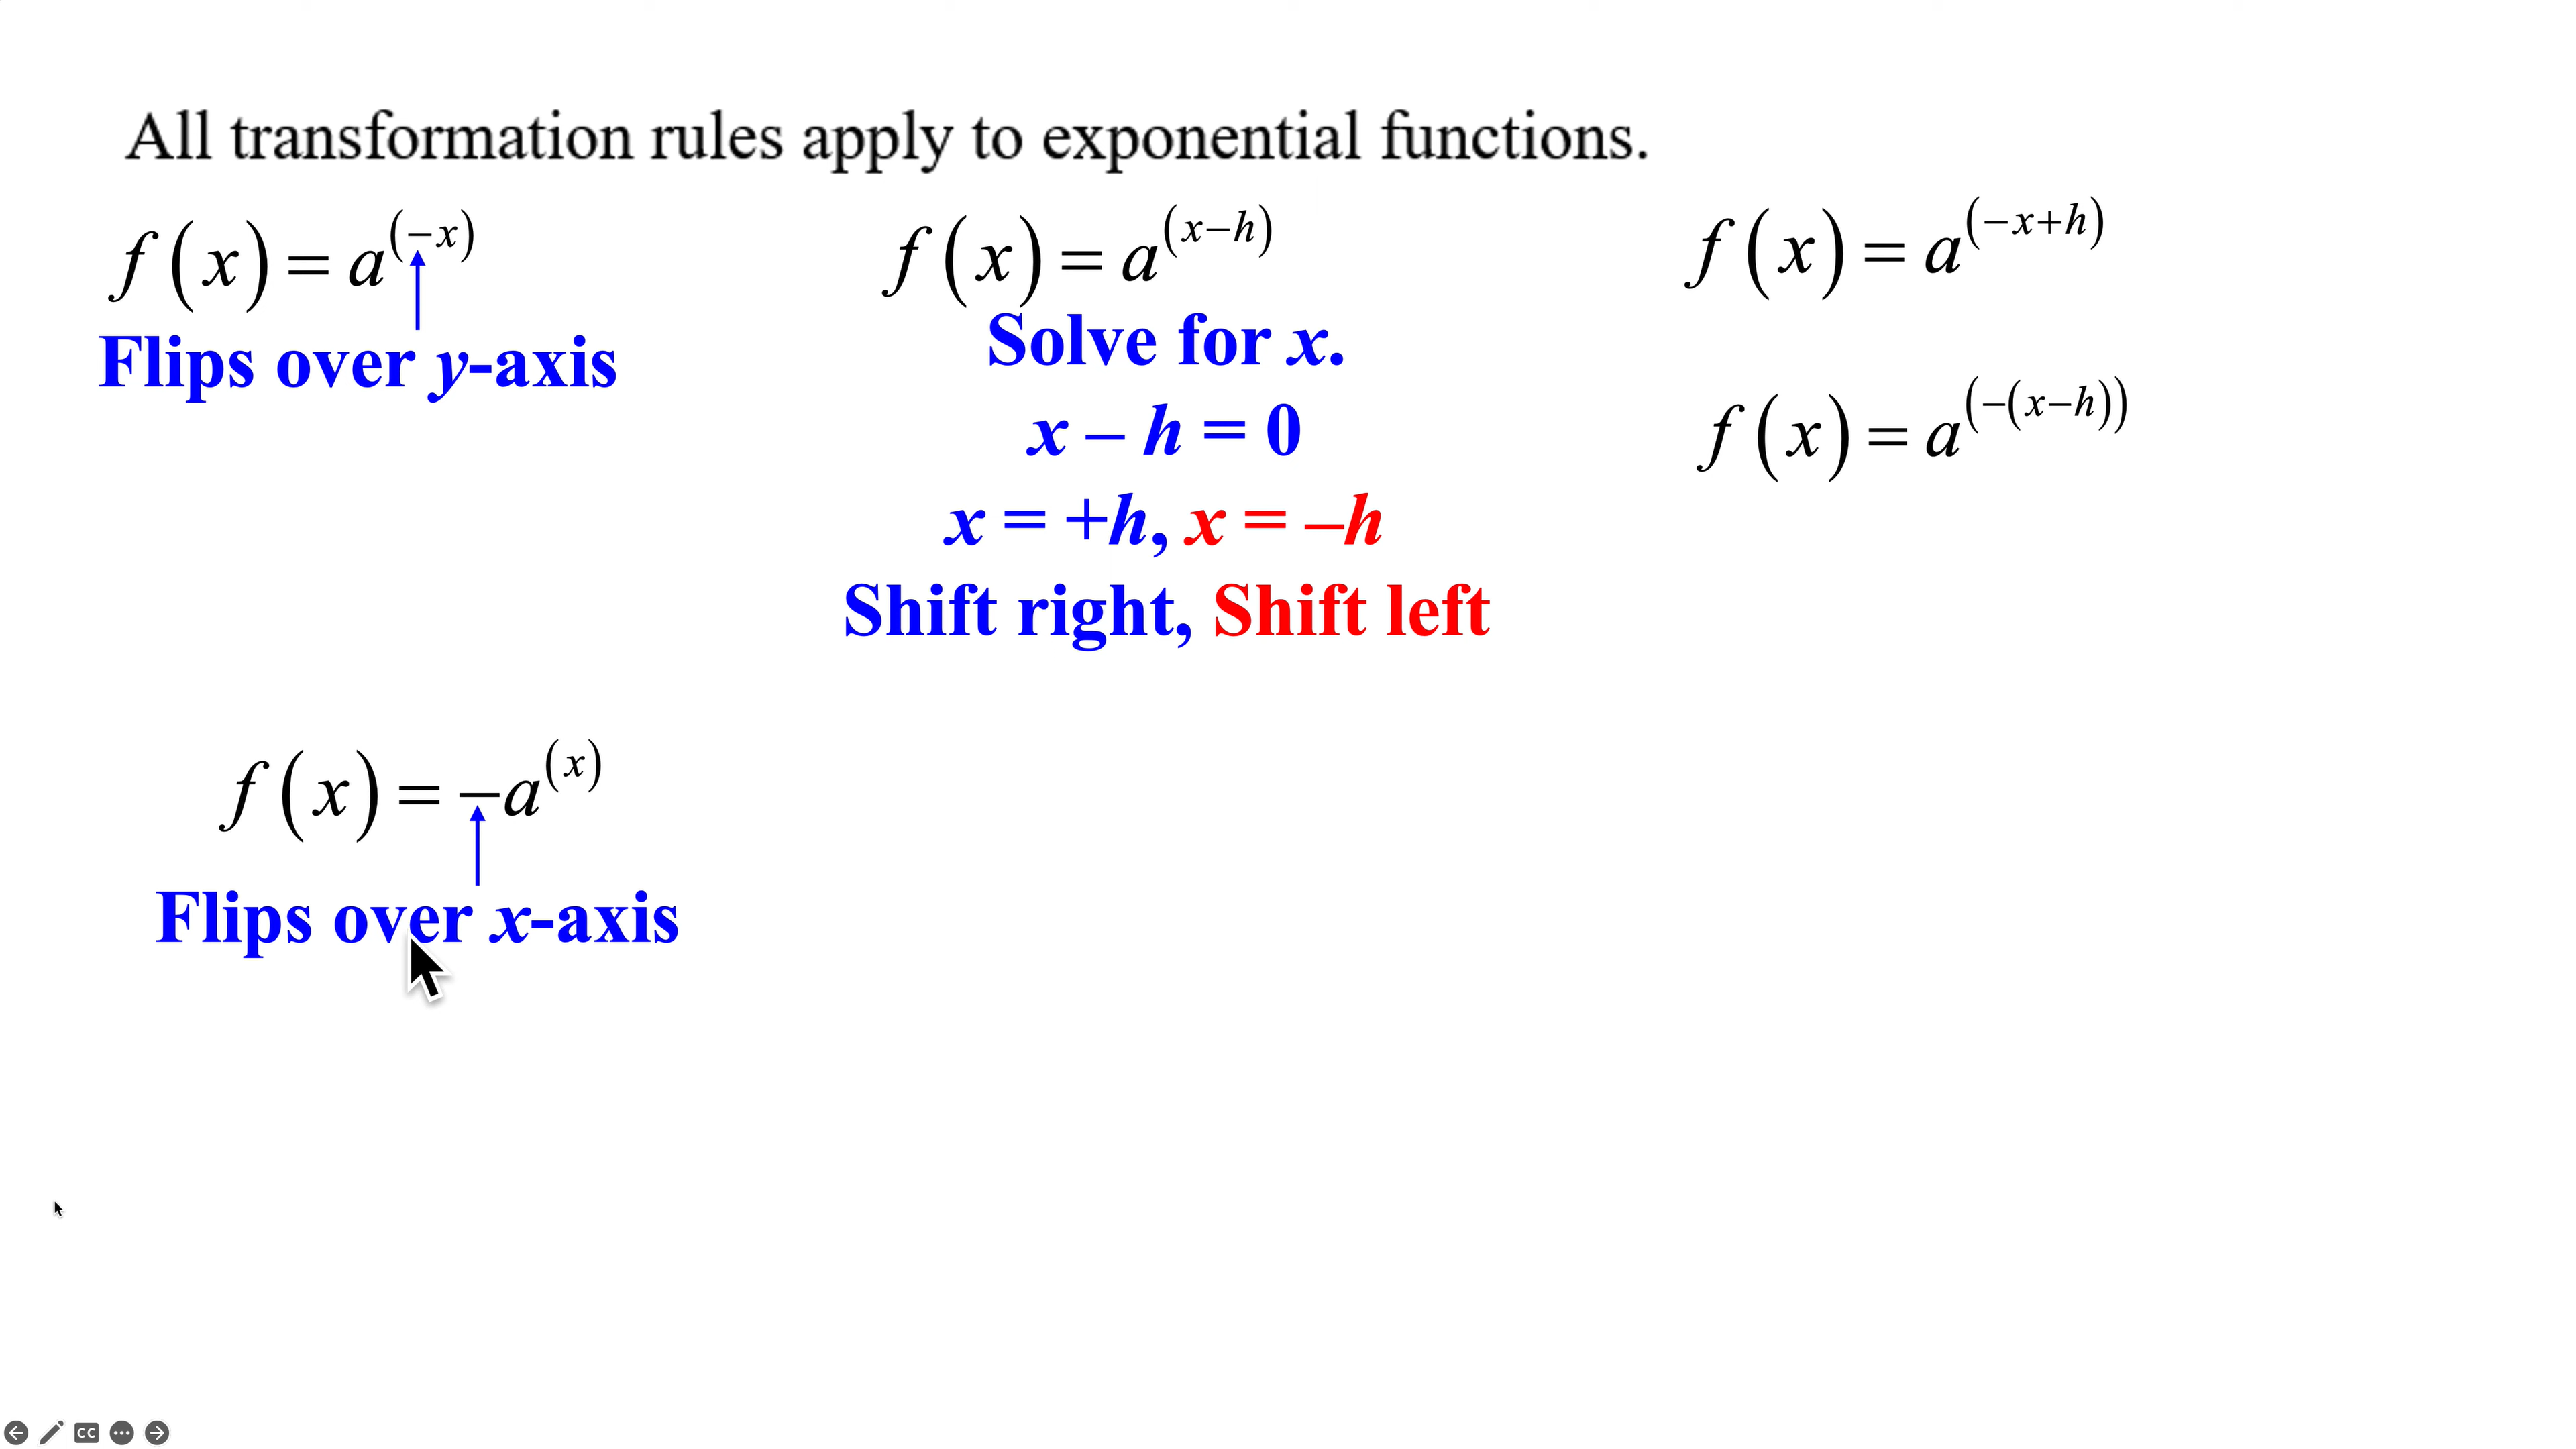 All transformation rules apply to exponential functions.
f(x) = a^(−x)
Flips over y-axis
f(x) = a^(x−h)
Solve for x.
x – h = 0
x = +h, x = –h
Shift right, Shift left
f(x) = a^(−x+h)
f(x) = a^(−(x−h))
f(x) = −a^(x)
Flips over x-axis
CC